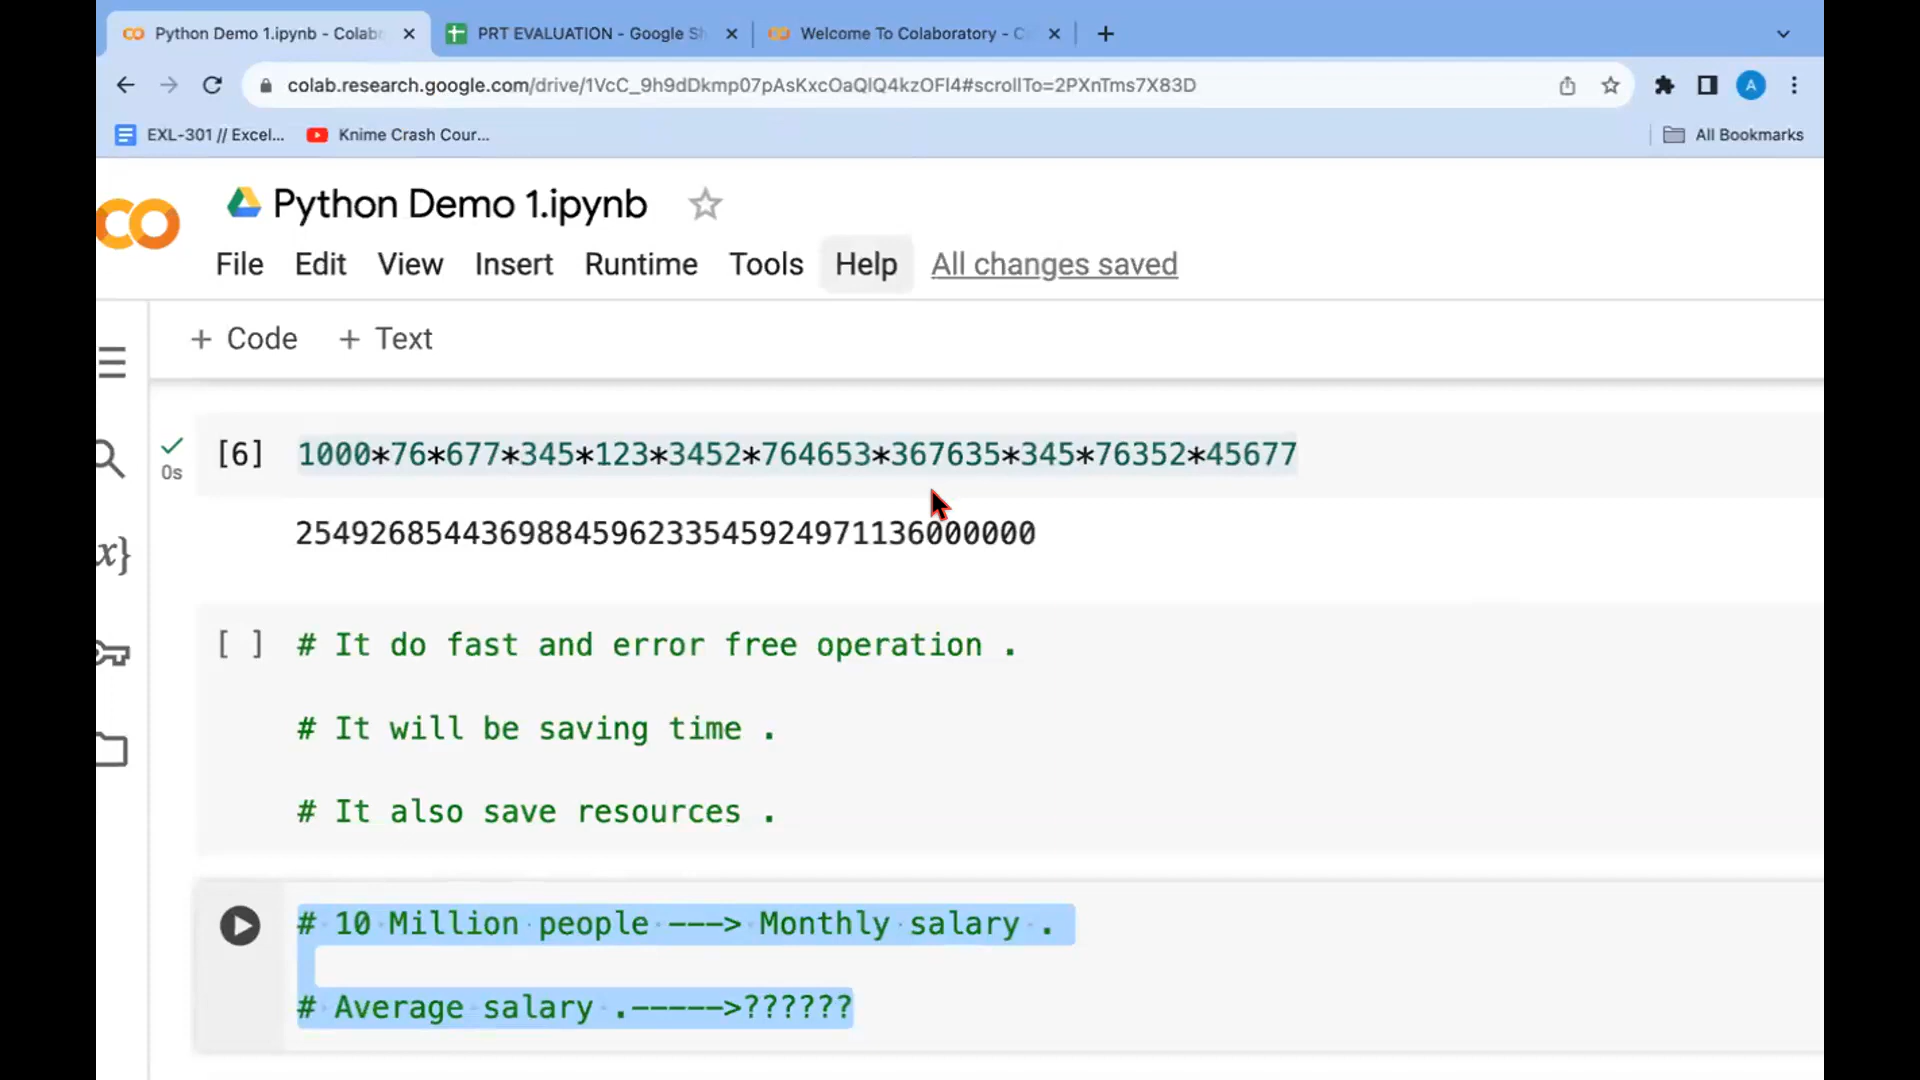 Python Demo 1.ipynb - Colab
PRT EVALUATION - Google Sh
Welcome To Colaboratory - C
colab.research.google.com/drive/1VcC_9h9dDkmp07pAsKxcOaQlQ4kzOFl4#scrollTo=2PXnTms7X83D
A
EXL-301 // Excel...
Knime Crash Cour...
All Bookmarks
Python Demo 1.ipynb
File Edit View Insert Runtime Tools Help All changes saved
+ Code + Text
[6] 1000*76*677*345*123*3452*764653*367635*345*76352*45677
0s
2549268544369884596233545924971136000000
[ ] # It do fast and error free operation .
# It will be saving time .
# It also save resources .
# 10 Million people ---> Monthly salary .
# Average salary .----->??????